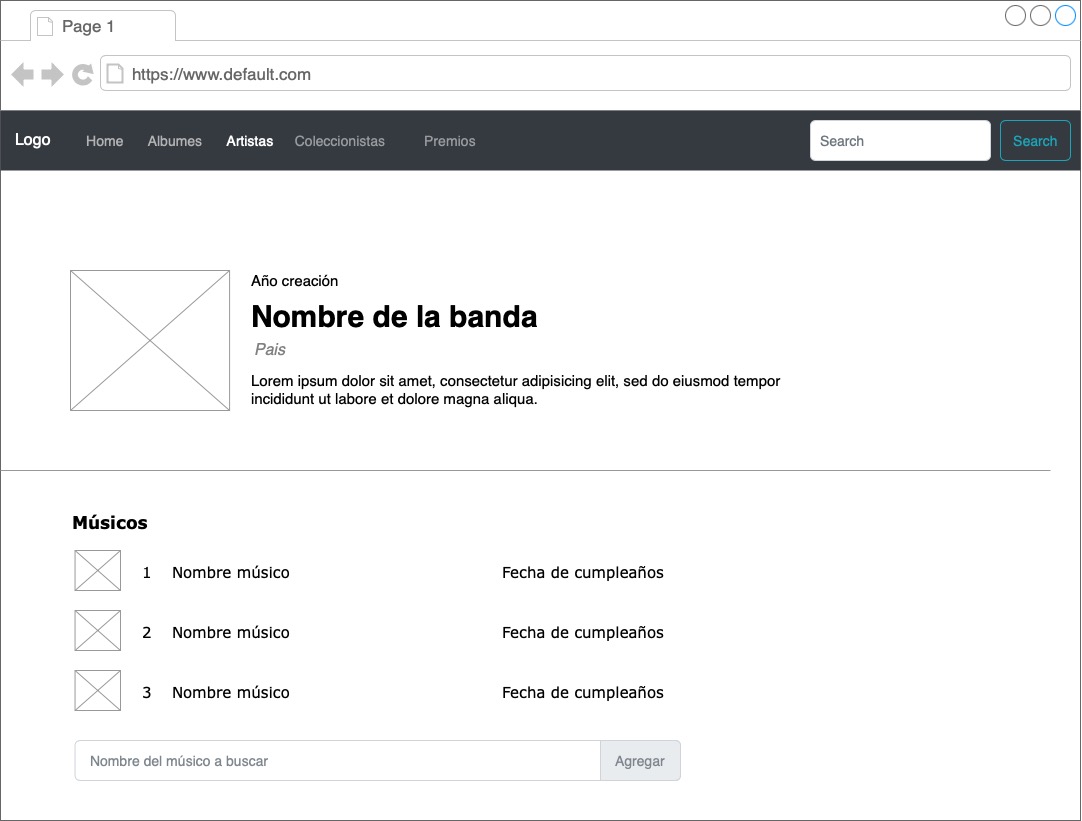 Page 1
https://www.default.com
Logo Home Albumes Artistas Coleccionistas Premios Search Search
Año creación
Nombre de la banda
Pais
Lorem ipsum dolor sit amet, consectetur adipisicing elit, sed do eiusmod tempor
incididunt ut labore et dolore magna aliqua.
Músicos
1 Nombre músico Fecha de cumpleaños
2 Nombre músico Fecha de cumpleaños
3 Nombre músico Fecha de cumpleaños
Nombre del músico a buscar Agregar